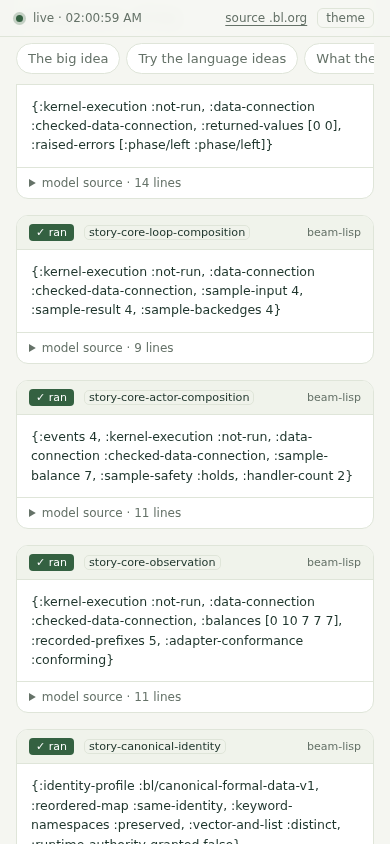 live · 02:00:59 AM source .bl.org theme
The big idea Try the language ideas What the
{:kernel-execution :not-run, :data-connection
:checked-data-connection, :returned-values [0 0],
:raised-errors [:phase/left :phase/left]}
▶ model source · 14 lines
✓ ran story-core-loop-composition beam-lisp
{:kernel-execution :not-run, :data-connection
:checked-data-connection, :sample-input 4,
:sample-result 4, :sample-backedges 4}
▶ model source · 9 lines
✓ ran story-core-actor-composition beam-lisp
{:events 4, :kernel-execution :not-run, :data-
connection :checked-data-connection, :sample-
balance 7, :sample-safety :holds, :handler-count 2}
▶ model source · 11 lines
✓ ran story-core-observation beam-lisp
{:kernel-execution :not-run, :data-connection
:checked-data-connection, :balances [0 10 7 7 7],
:recorded-prefixes 5, :adapter-conformance
:conforming}
▶ model source · 11 lines
✓ ran story-canonical-identity beam-lisp
{:identity-profile :bl/canonical-formal-data-v1,
:reordered-map :same-identity, :keyword-
namespaces :preserved, :vector-and-list :distinct,
:runtime-authority-granted false}